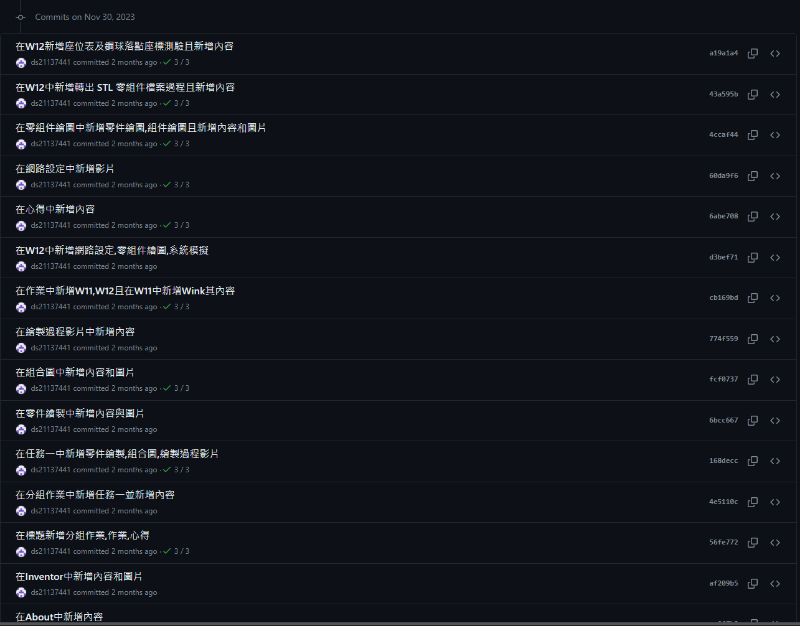 Commits on Nov 30, 2023
在W12新增座位表及鋼球落點座標測驗且新增內容
ds21137441 committed 2 months ago · ✓ 3 / 3
a19a1a4
在W12中新增轉出 STL 零組件檔案過程且新增內容
ds21137441 committed 2 months ago · ✓ 3 / 3
43a595b
在零組件繪圖中新增零件繪圖,組件繪圖且新增內容和圖片
ds21137441 committed 2 months ago · ✓ 3 / 3
4ccaf44
在網路設定中新增影片
ds21137441 committed 2 months ago · ✓ 3 / 3
60da9f6
在心得中新增內容
ds21137441 committed 2 months ago · ✓ 3 / 3
6abe708
在W12中新增網路設定,零組件繪圖,系統模擬
ds21137441 committed 2 months ago
d3bef71
在作業中新增W11,W12且在W11中新增Wink其內容
ds21137441 committed 2 months ago · ✓ 3 / 3
cb169bd
在繪製過程影片中新增內容
ds21137441 committed 2 months ago
774f559
在組合圖中新增內容和圖片
ds21137441 committed 2 months ago · ✓ 3 / 3
fcf0737
在零件繪製中新增內容與圖片
ds21137441 committed 2 months ago
6bcc667
在任務一中新增零件繪製,組合圖,繪製過程影片
ds21137441 committed 2 months ago · ✓ 3 / 3
168decc
在分組作業中新增任務一並新增內容
ds21137441 committed 2 months ago
4e5110c
在標題新增分組作業,作業,心得
ds21137441 committed 2 months ago · ✓ 3 / 3
56fe772
在Inventor中新增內容和圖片
ds21137441 committed 2 months ago
af209b5
在About中新增內容